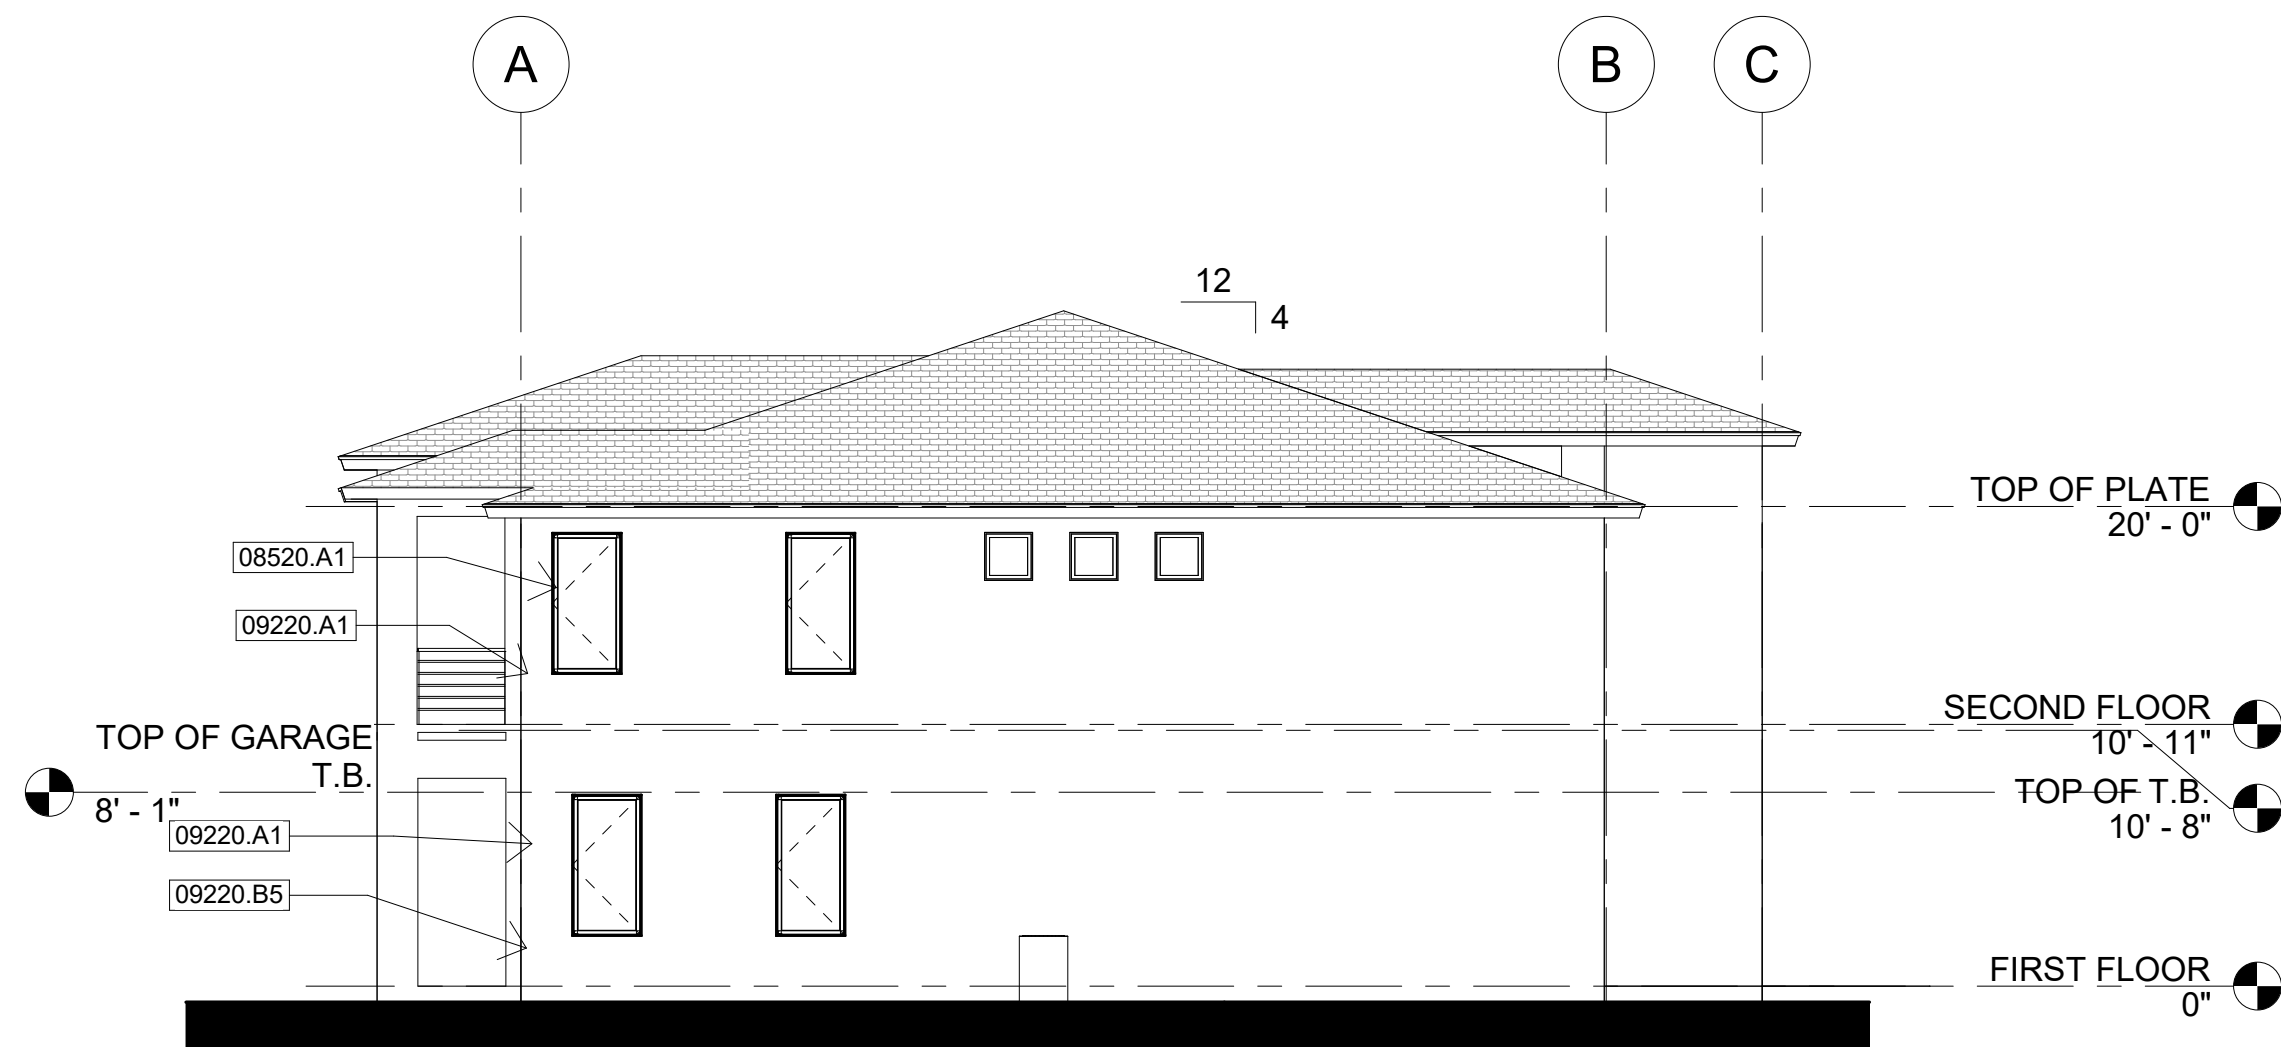 A
B
C
12
4
TOP OF PLATE
20' - 0"
08520.A1
09220.A1
SECOND FLOOR
10' - 11"
TOP OF GARAGE
T.B.
8' - 1"
TOP OF T.B.
10' - 8"
09220.A1
09220.B5
FIRST FLOOR
0"